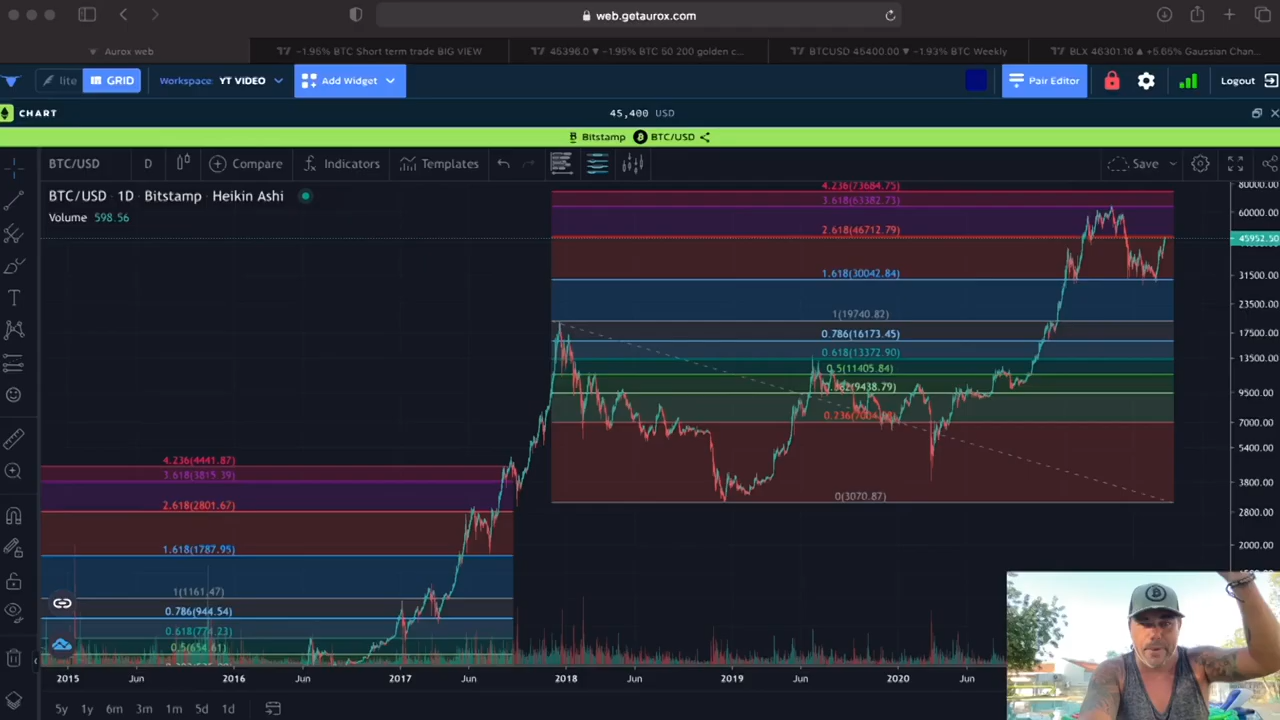 web.getaurox.com
Aurox web
-1.96% BTC Short term trade BIG VIEW
45396.0 ▼ -1.95% BTC 50 200 golden c...
BTCUSD 45400.00 ▼ -1.93% BTC Weekly
BLX 46301.16 ▲ +5.65% Gaussian Chan...
lite GRID Workspace: YT VIDEO Add Widget Pair Editor Logout
CHART 45,400 USD
Bitstamp BTC/USD
BTC/USD D Compare Indicators Templates Save
BTC/USD · 1D · Bitstamp · Heikin Ashi
Volume 598.56
4.236(73684.75)
3.618(63382.73)
2.618(46712.79)
1.618(30042.84)
1(19740.82)
0.786(16173.45)
0.618(13372.90)
0.5(11405.84)
0.382(9438.79)
0(3070.87)
4.236(4441.87)
3.618(3815.39)
2.618(2801.67)
1.618(1787.95)
1(1161.47)
0.786(944.54)
0.618(774.23)
0.5(654.61)
80000.00
60000.00
45952.50
31500.00
23500.00
17500.00
13500.00
9500.00
7000.00
5400.00
3800.00
2800.00
2000.00
2015 Jun 2016 Jun 2017 Jun 2018 Jun 2019 Jun 2020 Jun
5y 1y 6m 3m 1m 5d 1d